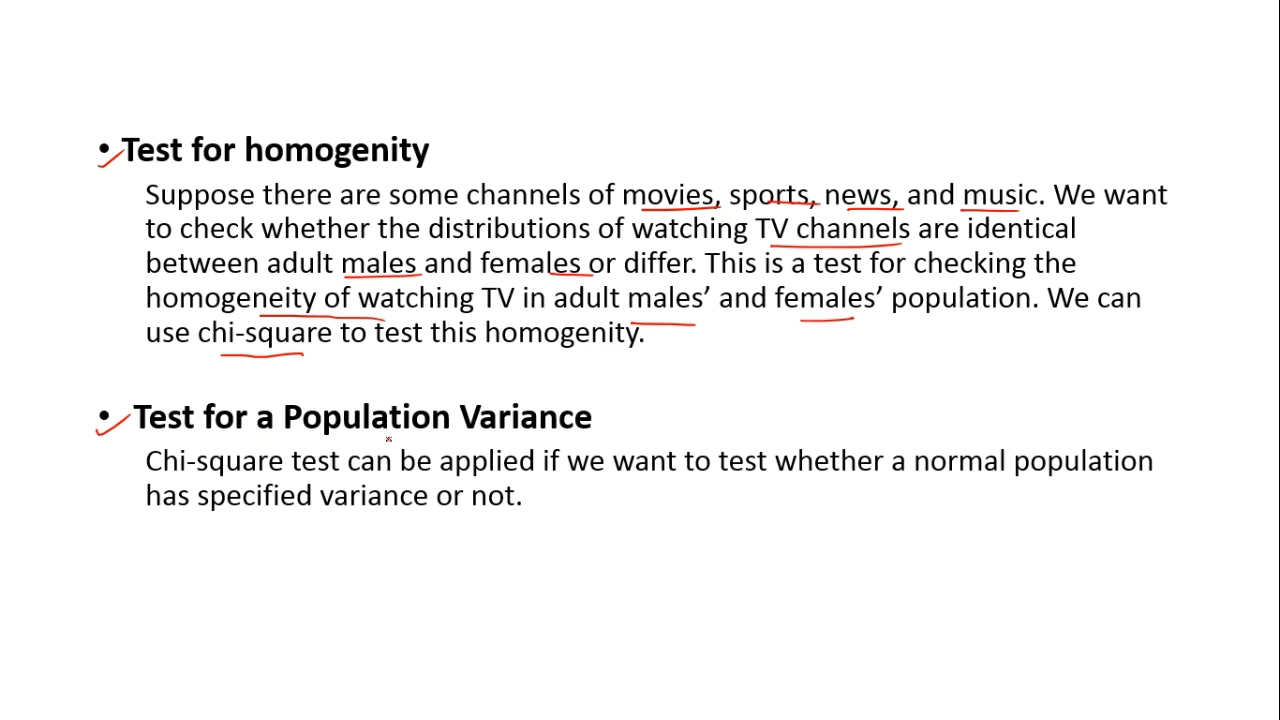 • Test for homogenity
Suppose there are some channels of movies, sports, news, and music. We want
to check whether the distributions of watching TV channels are identical
between adult males and females or differ. This is a test for checking the
homogeneity of watching TV in adult males’ and females’ population. We can
use chi-square to test this homogenity.
• Test for a Population Variance
Chi-square test can be applied if we want to test whether a normal population
has specified variance or not.